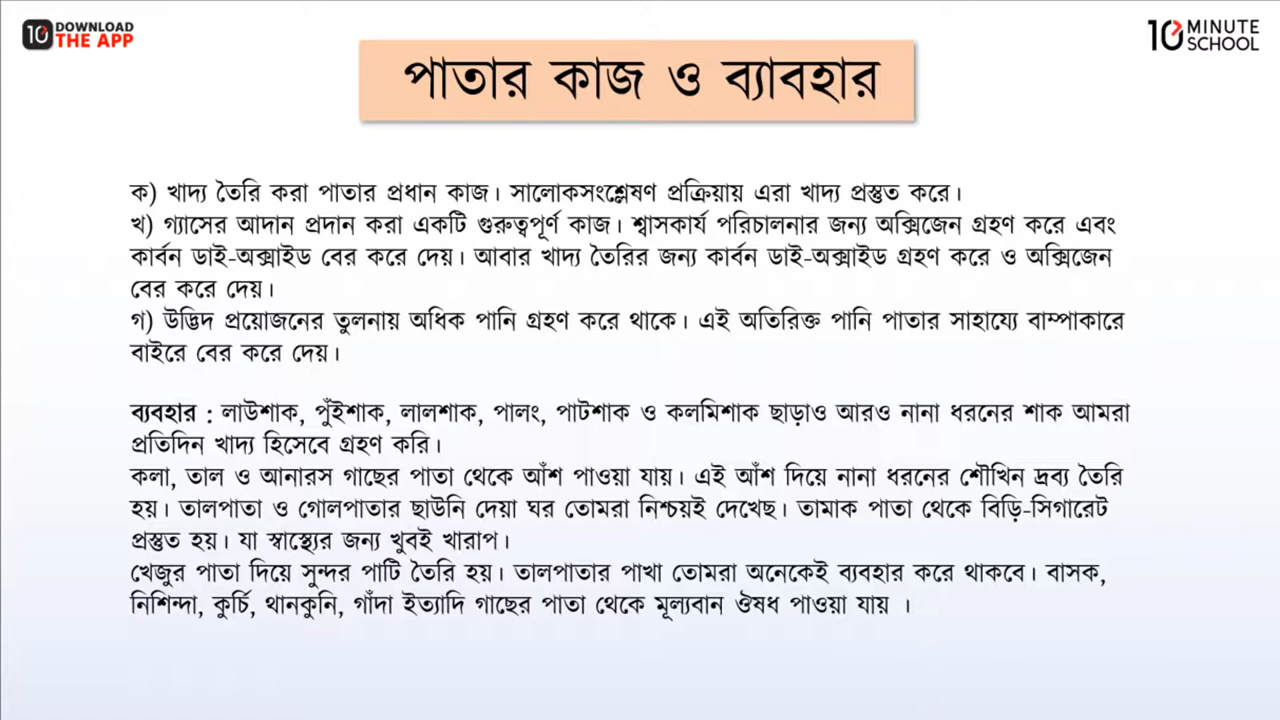 10 DOWNLOAD
THE APP
10 MINUTE
SCHOOL
পাতার কাজ ও ব্যাবহার
ক) খাদ্য তৈরি করা পাতার প্রধান কাজ। সালোকসংশ্লেষণ প্রক্রিয়ায় এরা খাদ্য প্রস্তুত করে।
খ) গ্যাসের আদান প্রদান করা একটি গুরুত্বপূর্ণ কাজ। শ্বাসকার্য পরিচালনার জন্য অক্সিজেন গ্রহণ করে এবং
কার্বন ডাই-অক্সাইড বের করে দেয়। আবার খাদ্য তৈরির জন্য কার্বন ডাই-অক্সাইড গ্রহণ করে ও অক্সিজেন
বের করে দেয়।
গ) উদ্ভিদ প্রয়োজনের তুলনায় অধিক পানি গ্রহণ করে থাকে। এই অতিরিক্ত পানি পাতার সাহায্যে বাম্পাকারে
বাইরে বের করে দেয়।
ব্যবহার : লাউশাক, পুঁইশাক, লালশাক, পালং, পাটশাক ও কলমিশাক ছাড়াও আরও নানা ধরনের শাক আমরা
প্রতিদিন খাদ্য হিসেবে গ্রহণ করি।
কলা, তাল ও আনারস গাছের পাতা থেকে আঁশ পাওয়া যায়। এই আঁশ দিয়ে নানা ধরনের শৌখিন দ্রব্য তৈরি
হয়। তালপাতা ও গোলপাতার ছাউনি দেয়া ঘর তোমরা নিশ্চয়ই দেখেছ। তামাক পাতা থেকে বিড়ি-সিগারেট
প্রস্তুত হয়। যা স্বাস্থ্যের জন্য খুবই খারাপ।
খেজুর পাতা দিয়ে সুন্দর পাটি তৈরি হয়। তালপাতার পাখা তোমরা অনেকেই ব্যবহার করে থাকবে। বাসক,
নিশিন্দা, কুর্চি, থানকুনি, গাঁদা ইত্যাদি গাছের পাতা থেকে মূল্যবান ঔষধ পাওয়া যায় ।